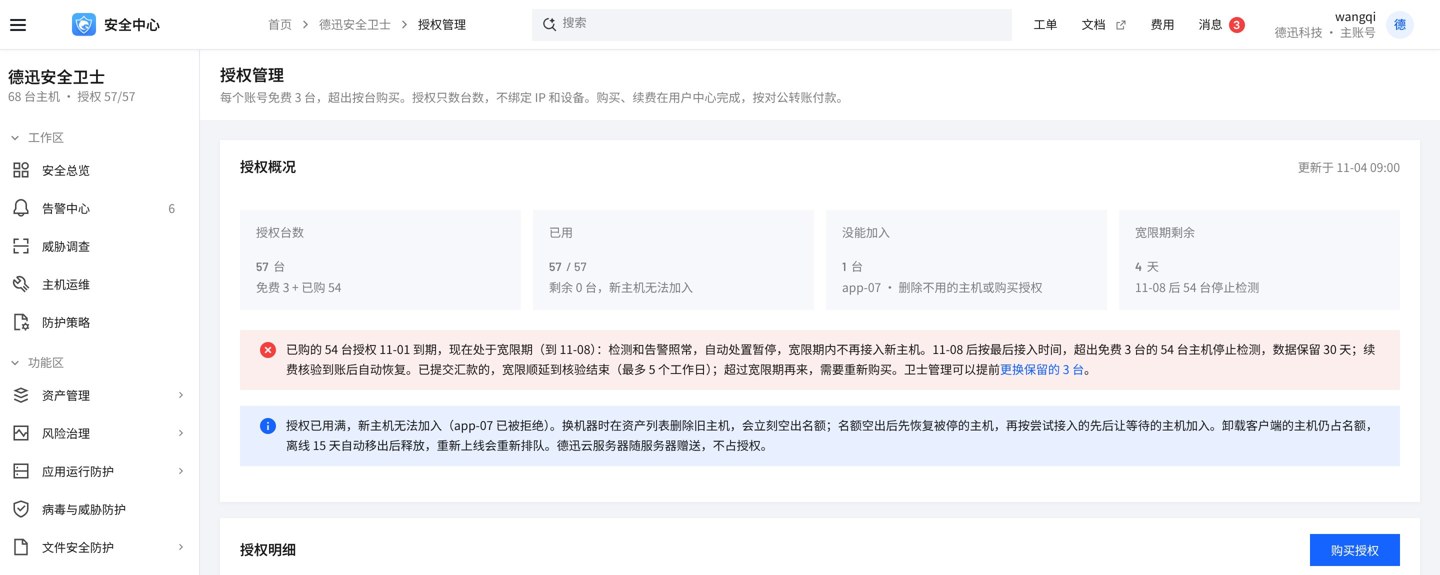 安全中心
首页 > 德迅安全卫士 > 授权管理
搜索
工单
文档
费用
消息 3
wangqi
德迅科技 · 主账号
德
德迅安全卫士
68 台主机 · 授权 57/57
工作区
安全总览
告警中心 6
威胁调查
主机运维
防护策略
功能区
资产管理
风险治理
应用运行防护
病毒与威胁防护
文件安全防护
授权管理
每个账号免费 3 台，超出按台购买。授权只数台数，不绑定 IP 和设备。购买、续费在用户中心完成，按对公转账付款。
授权概况
更新于 11-04 09:00
授权台数
57 台
免费 3 + 已购 54
已用
57 / 57
剩余 0 台，新主机无法加入
没能加入
1 台
app-07 · 删除不用的主机或购买授权
宽限期剩余
4 天
11-08 后 54 台停止检测
已购的 54 台授权 11-01 到期，现在处于宽限期（到 11-08）：检测和告警照常，自动处置暂停，宽限期内不再接入新主机。11-08 后按最后接入时间，超出免费 3 台的 54 台主机停止检测，数据保留 30 天；续
费核验到账后自动恢复。已提交汇款的，宽限顺延到核验结束（最多 5 个工作日）；超过宽限期再来，需要重新购买。卫士管理可以提前更换保留的 3 台。
授权已用满，新主机无法加入（app-07 已被拒绝）。换机器时在资产列表删除旧主机，会立刻空出名额；名额空出后先恢复被停的主机，再按尝试接入的先后让等待的主机加入。卸载客户端的主机仍占名额，
离线 15 天自动移出后释放，重新上线会重新排队。德迅云服务器随服务器赠送，不占授权。
授权明细
购买授权